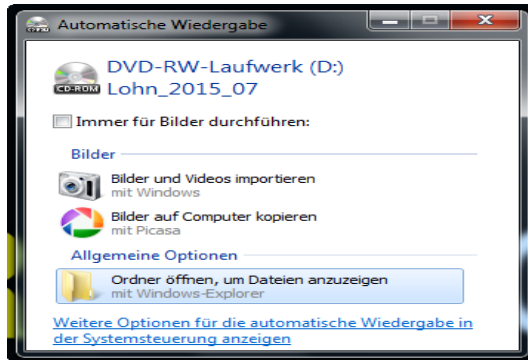 Automatische Wiedergabe
DVD-RW-Laufwerk (D:)
CD-ROM Lohn_2015_07
Immer für Bilder durchführen:
Bilder
Bilder und Videos importieren
mit Windows
Bilder auf Computer kopieren
mit Picasa
Allgemeine Optionen
Ordner öffnen, um Dateien anzuzeigen
mit Windows-Explorer
Weitere Optionen für die automatische Wiedergabe in
der Systemsteuerung anzeigen